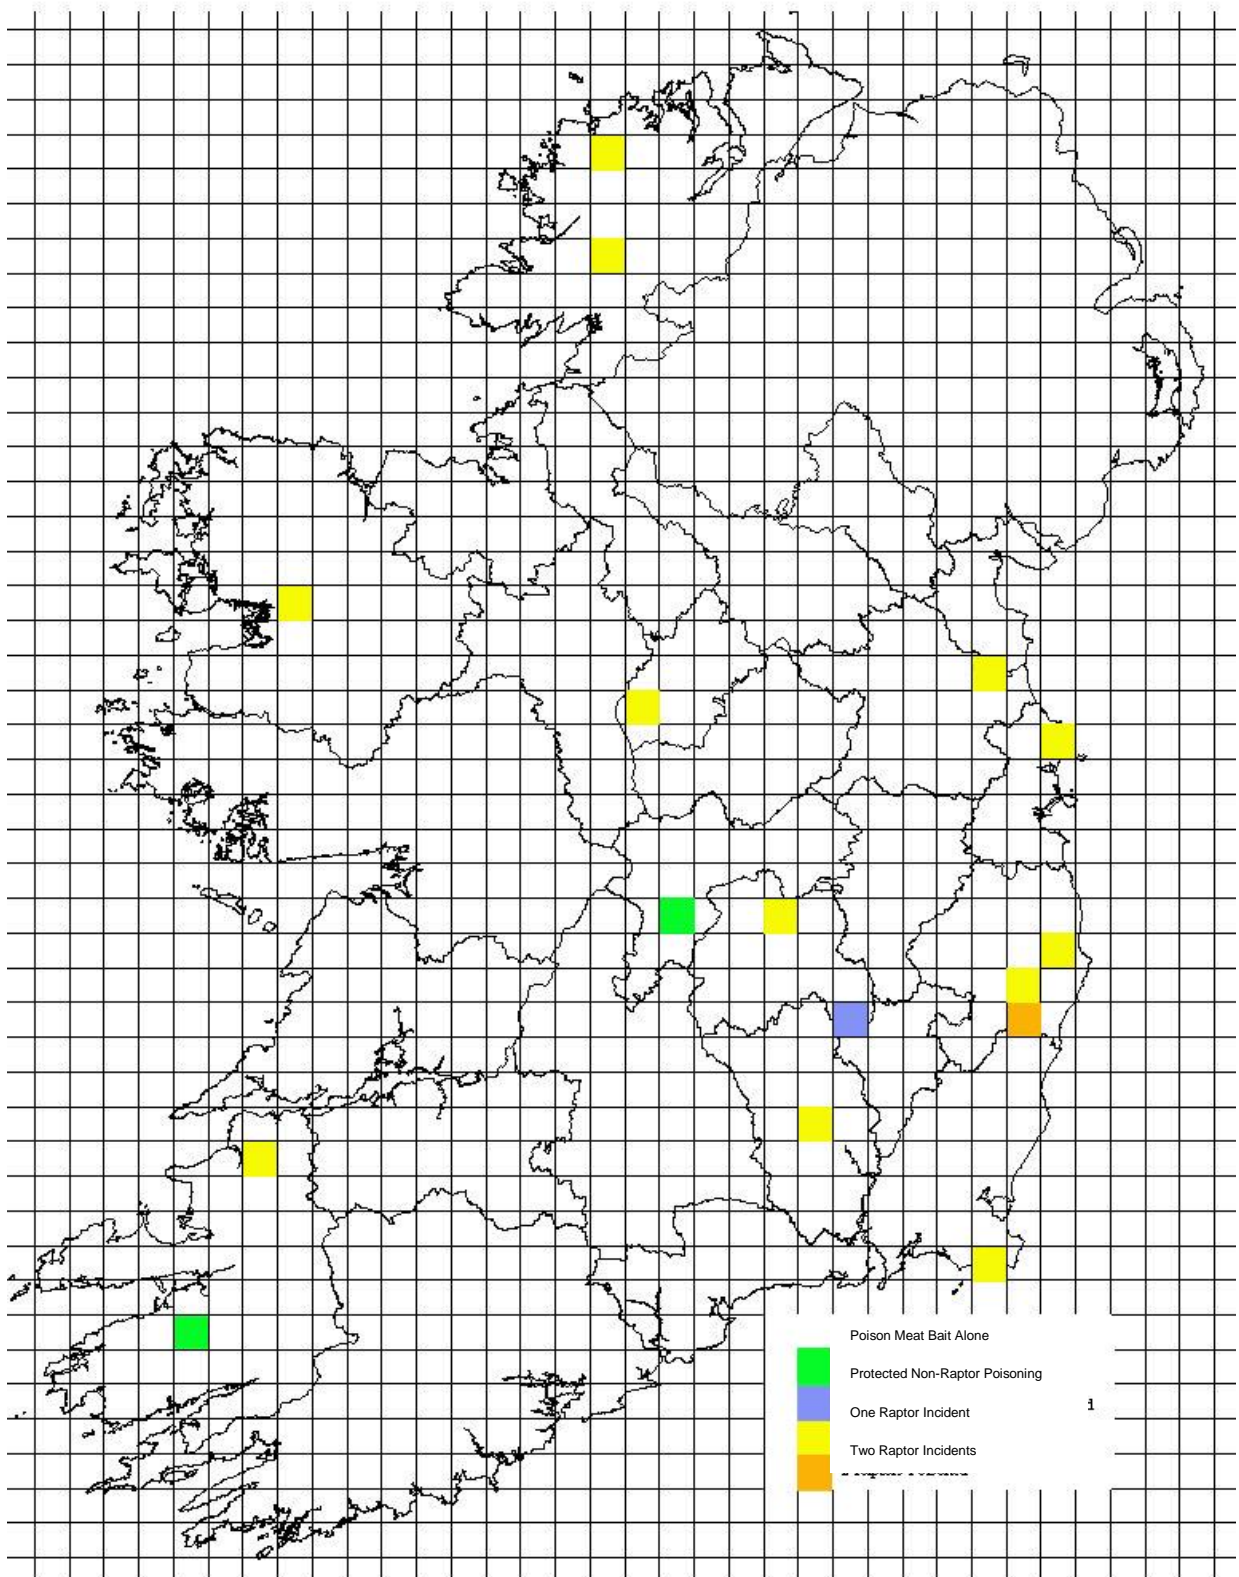 Poison Meat Bait Alone
Protected Non-Raptor Poisoning
One Raptor Incident
Two Raptor Incidents